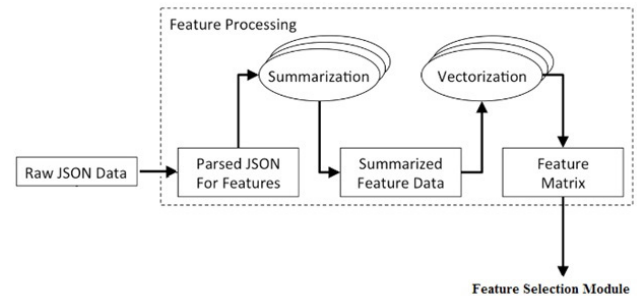 Feature Processing
Summarization
Vectorization
Raw JSON Data
Parsed JSON
For Features
Summarized
Feature Data
Feature
Matrix
Feature Selection Module